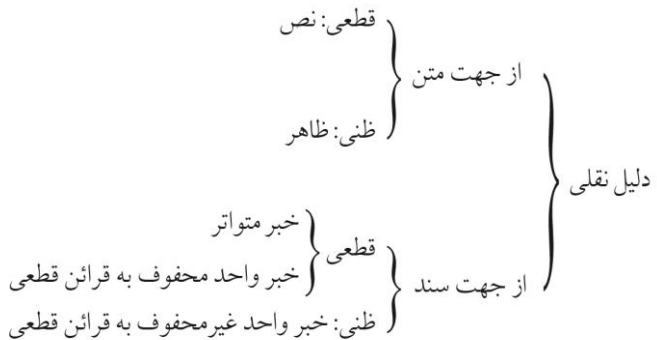 دلیل نقلی
از جهت متن
قطعی: نص
ظنی: ظاهر
از جهت سند
قطعی
خبر متواتر
خبر واحد محفوف به قرائن قطعی
ظنی: خبر واحد غیرمحفوف به قرائن قطعی